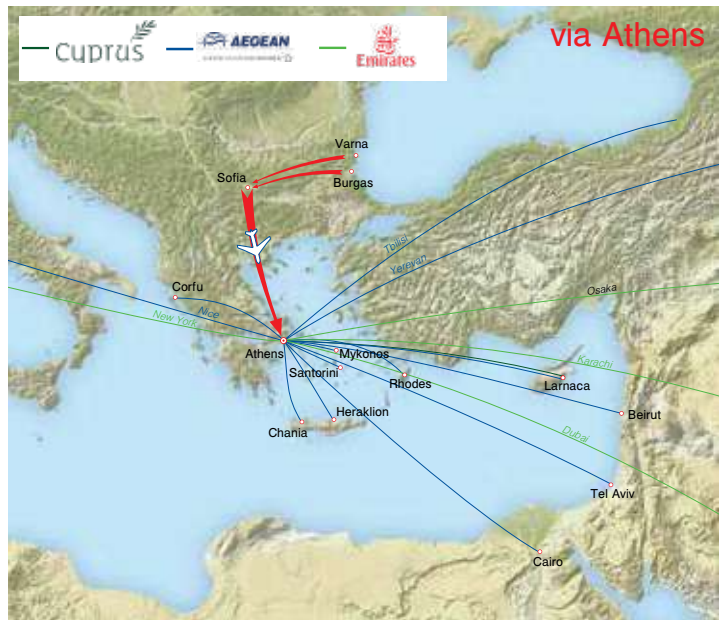 cyprus
AEGEAN
Emirates
via Athens
Varna
Sofia
Burgas
Tbilisi
Yerevan
Corfu
Osaka
Nice
New York
Athens
Mykonos
Karachi
Santorini
Rhodes
Larnaca
Heraklion
Beirut
Chania
Dubai
Tel Aviv
Cairo